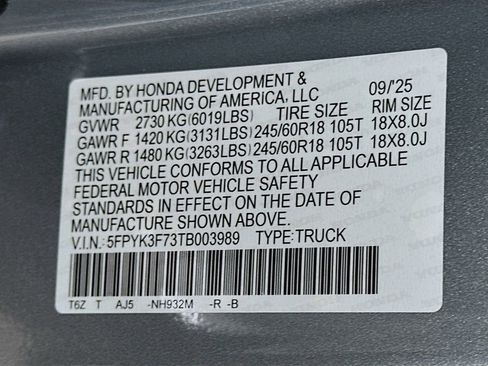 MFD. BY HONDA DEVELOPMENT &
MANUFACTURING OF AMERICA, LLC 09/'25
GVWR 2730 KG (6019LBS) TIRE SIZE RIM SIZE
GAWR F 1420 KG(3131LBS)245/60R18 105T 18X8.0J
GAWR R 1480 KG(3263LBS)245/60R18 105T 18X8.0J
THIS VEHICLE CONFORMS TO ALL APPLICABLE
FEDERAL MOTOR VEHICLE SAFETY
STANDARDS IN EFFECT ON THE DATE OF
MANUFACTURE SHOWN ABOVE.
V.I.N.: 5FPYK3F73TB003989 TYPE:TRUCK
T6Z T AJ5 -NH932M -R -B